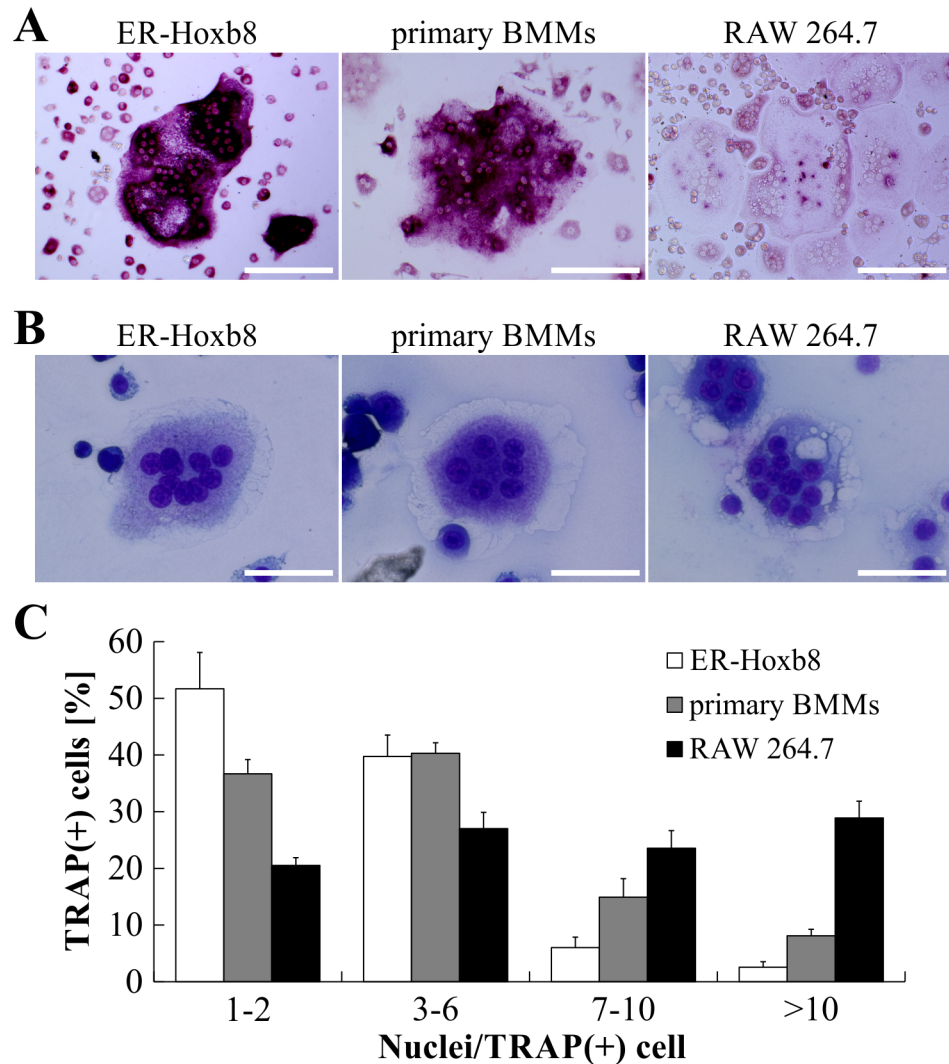 A
ER-Hoxb8 primary BMMs RAW 264.7
B
ER-Hoxb8 primary BMMs RAW 264.7
C
60
50
40
30
20
10
0
TRAP(+) cells [%]
ER-Hoxb8
primary BMMs
RAW 264.7
1-2 3-6 7-10 >10
Nuclei/TRAP(+) cell